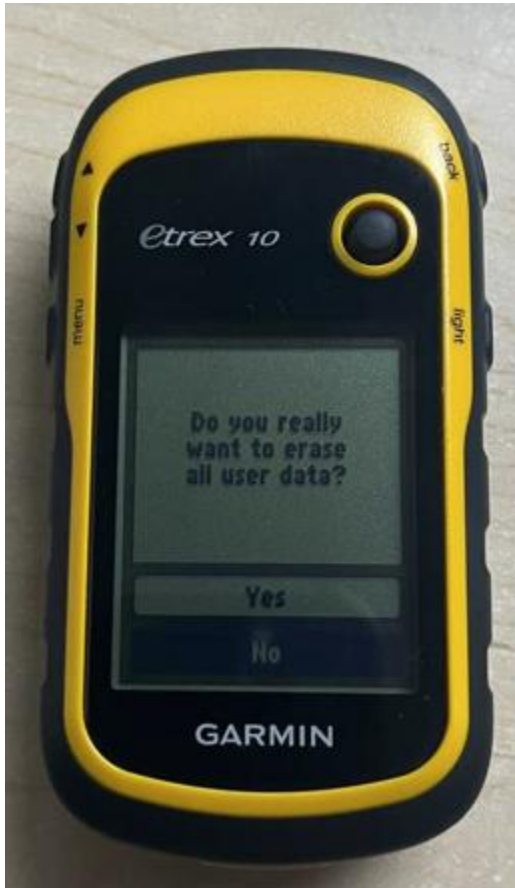 back
etrex 10
menu
light
Do you really
want to erase
all user data?
Yes
No
GARMIN